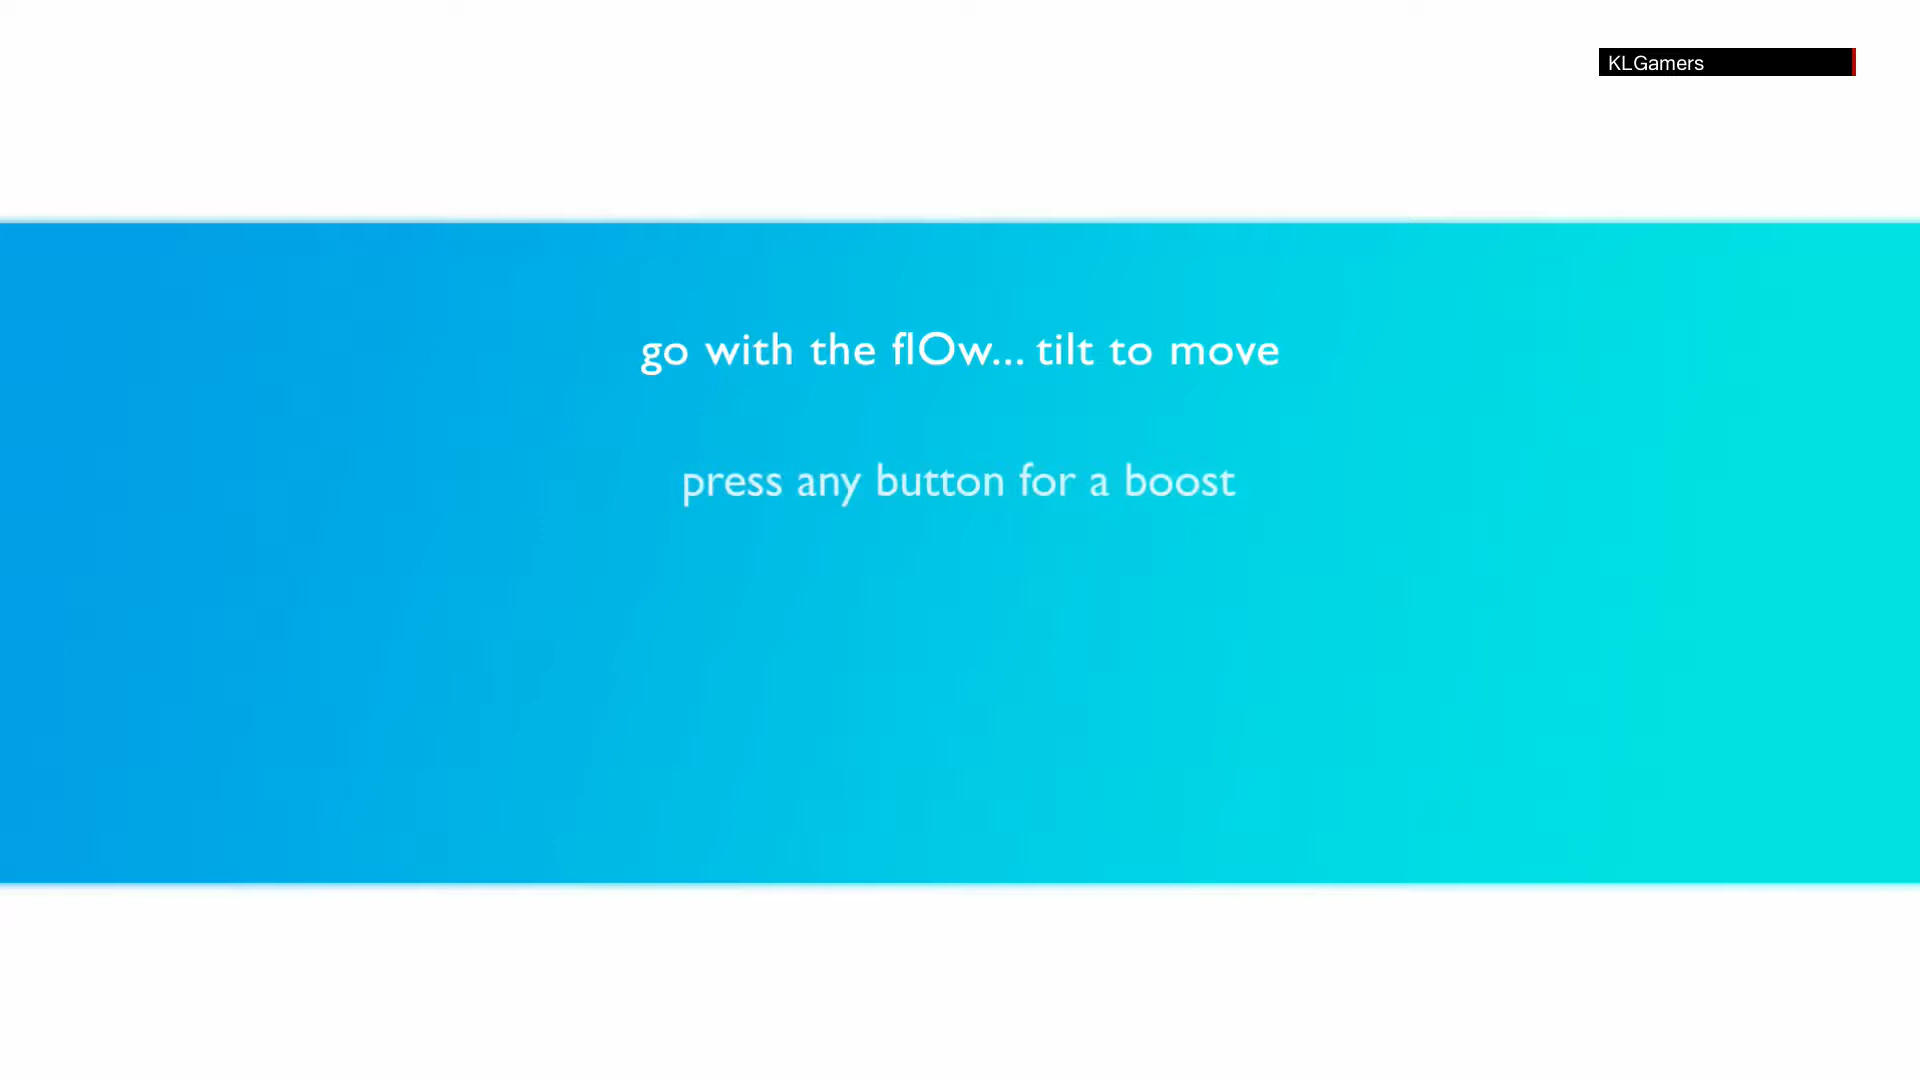 KLGamers
go with the flOw... tilt to move
press any button for a boost